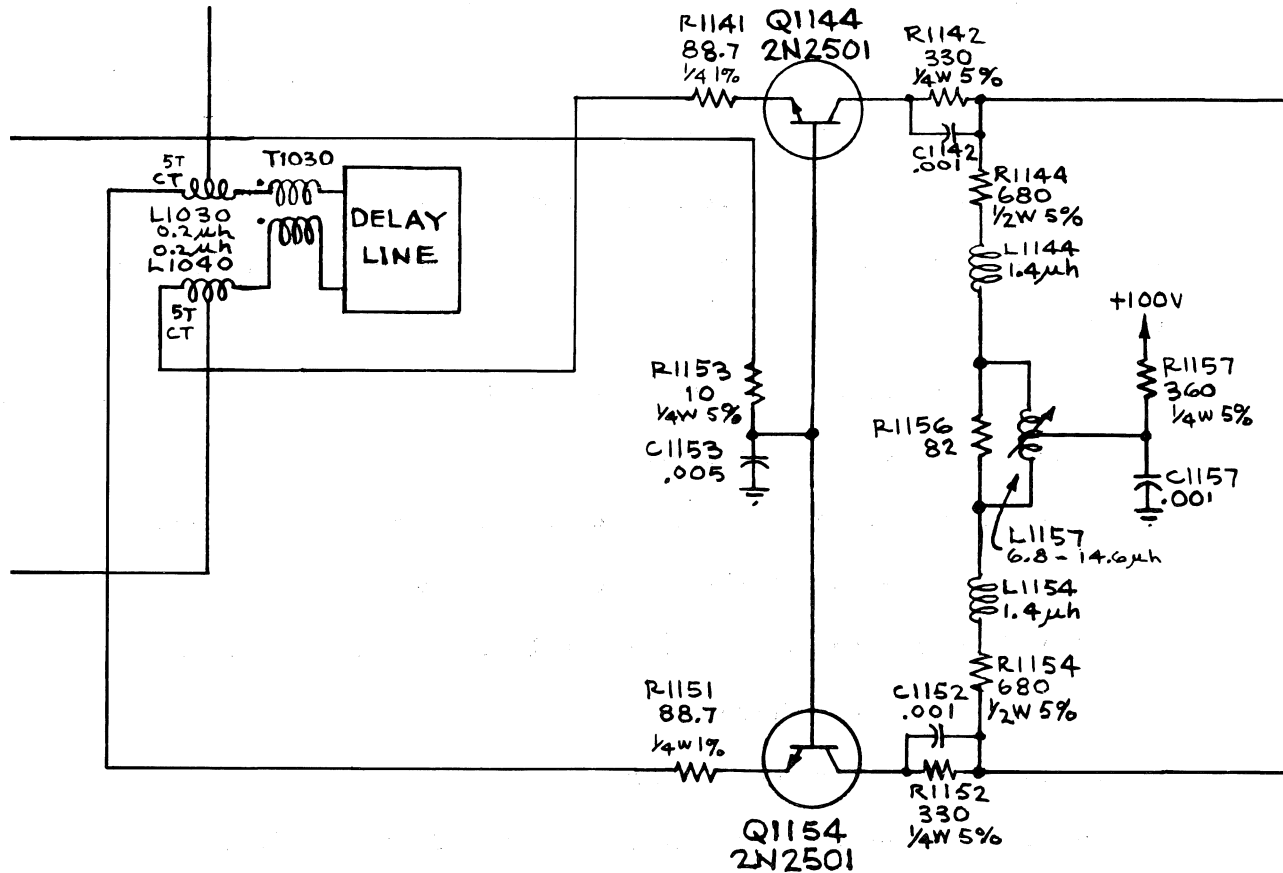 R1141
88.7
1/4 1%
Q1144
2N2501
R1142
330
1/4W 5%
C1142
.001
5T
CT
T1030
L1030
0.2μh
0.2μh
L1040
5T
CT
DELAY
LINE
R1144
680
1/2W 5%
L1144
1.4μh
+100V
R1153
10
1/4W 5%
C1153
.005
R1156
82
R1157
360
1/4W 5%
C1157
.001
L1157
6.8-14.6μh
L1154
1.4μh
R1154
680
1/2W 5%
R1151
88.7
1/4W 1%
C1152
.001
R1152
330
1/4W 5%
Q1154
2N2501